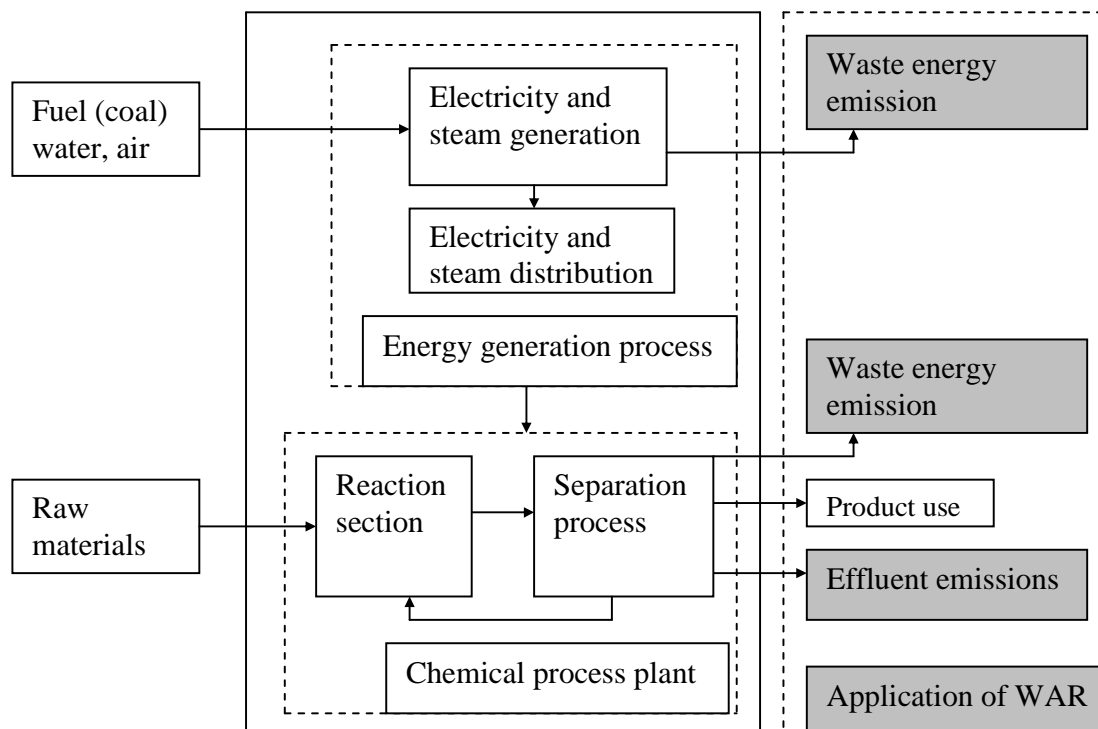 Fuel (coal)
water, air
Electricity and
steam generation
Waste energy
emission
Electricity and
steam distribution
Energy generation process
Waste energy
emission
Raw
materials
Reaction
section
Separation
process
Product use
Effluent emissions
Chemical process plant
Application of WAR